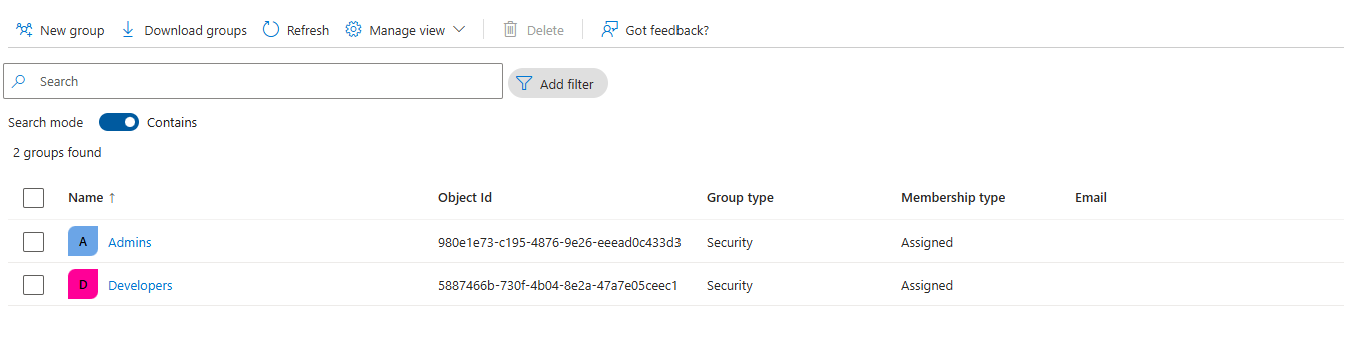 New group Download groups Refresh Manage view Delete Got feedback?
Search Add filter
Search mode Contains
2 groups found
Name ↑ Object Id Group type Membership type Email
A Admins 980e1e73-c195-4876-9e26-eeead0c433d3 Security Assigned
D Developers 5887466b-730f-4b04-8e2a-47a7e05ceec1 Security Assigned